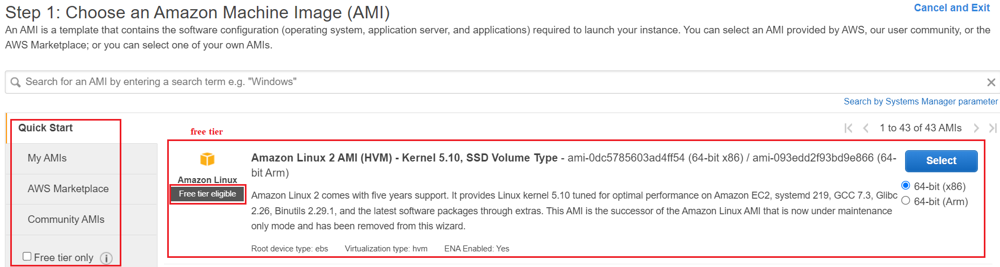 Step 1: Choose an Amazon Machine Image (AMI)
Cancel and Exit
An AMI is a template that contains the software configuration (operating system, application server, and applications) required to launch your instance. You can select an AMI provided by AWS, our user community, or the
AWS Marketplace; or you can select one of your own AMIs.
Search for an AMI by entering a search term e.g. "Windows"
Search by Systems Manager parameter
Quick Start
My AMIs
AWS Marketplace
Community AMIs
Free tier only
free tier
1 to 43 of 43 AMIs
Amazon Linux
Free tier eligible
Amazon Linux 2 AMI (HVM) - Kernel 5.10, SSD Volume Type - ami-0dc5785603ad4ff54 (64-bit x86) / ami-093edd2f93bd9e866 (64-
bit Arm)
Amazon Linux 2 comes with five years support. It provides Linux kernel 5.10 tuned for optimal performance on Amazon EC2, systemd 219, GCC 7.3, Glibc
2.26, Binutils 2.29.1, and the latest software packages through extras. This AMI is the successor of the Amazon Linux AMI that is now under maintenance
only mode and has been removed from this wizard.
Root device type: ebs Virtualization type: hvm ENA Enabled: Yes
Select
64-bit (x86)
64-bit (Arm)